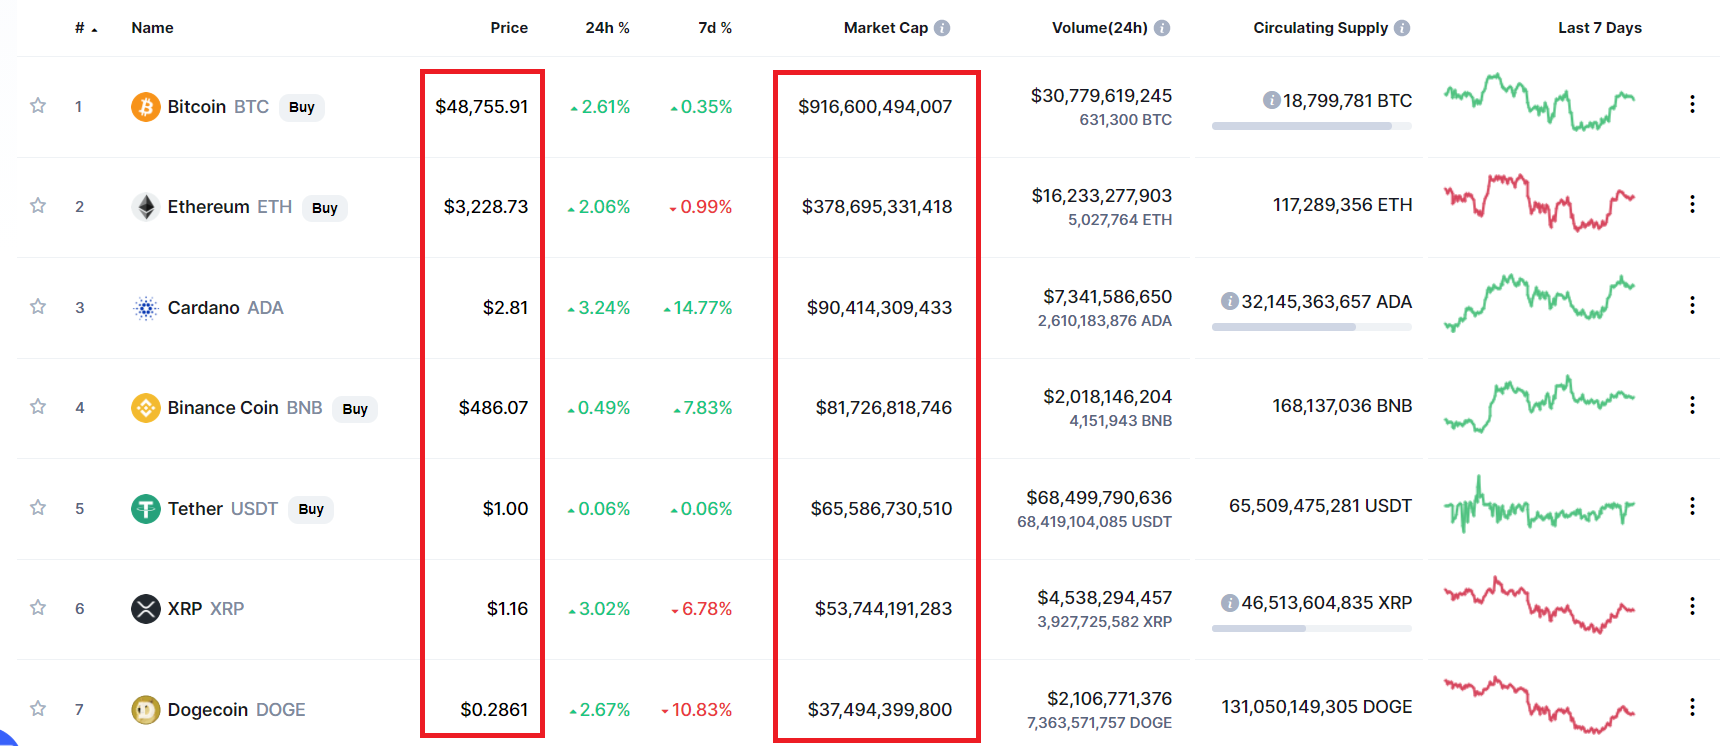 # Name Price 24h % 7d % Market Cap Volume(24h) Circulating Supply Last 7 Days
1 Bitcoin BTC Buy $48,755.91 2.61% 0.35% $916,600,494,007 $30,779,619,245 18,799,781 BTC
631,300 BTC
2 Ethereum ETH Buy $3,228.73 2.06% 0.99% $378,695,331,418 $16,233,277,903 117,289,356 ETH
5,027,764 ETH
3 Cardano ADA $2.81 3.24% 14.77% $90,414,309,433 $7,341,586,650 32,145,363,657 ADA
2,610,183,876 ADA
4 Binance Coin BNB Buy $486.07 0.49% 7.83% $81,726,818,746 $2,018,146,204 168,137,036 BNB
4,151,943 BNB
5 Tether USDT Buy $1.00 0.06% 0.06% $65,586,730,510 $68,499,790,636 65,509,475,281 USDT
68,419,104,085 USDT
6 XRP XRP $1.16 3.02% 6.78% $53,744,191,283 $4,538,294,457 46,513,604,835 XRP
3,927,725,582 XRP
7 Dogecoin DOGE $0.2861 2.67% 10.83% $37,494,399,800 $2,106,771,376 131,050,149,305 DOGE
7,363,571,757 DOGE